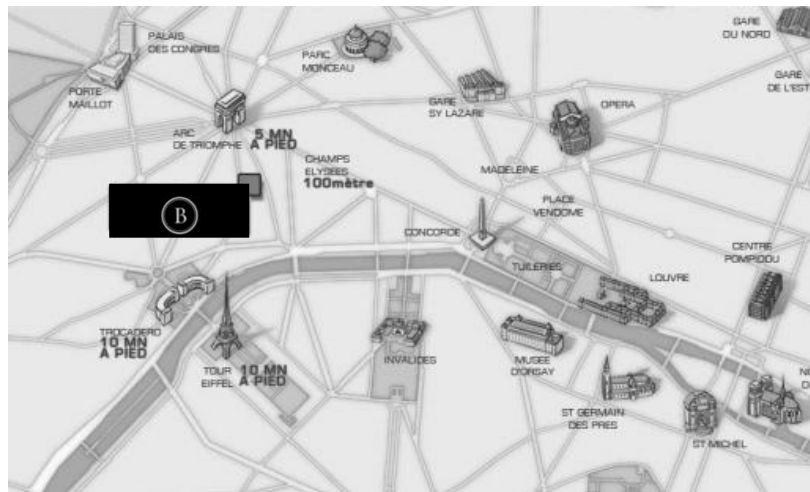 PALAIS
DES CONGRES
PORTE
MAILLOT
PARC
MONCEAU
GARE
DU NORD
GARE
DE L'EST
GARE
SY LAZARE
OPERA
ARC
DE TRIOMPHE
5 MN
A PIED
CHAMPS
ELYSEES
100mètre
MADELEINE
PLACE
VENDOME
B
CONCORDE
TUILERIES
LOUVRE
CENTRE
POMPIDOU
TROCADERO
10 MN
A PIED
TOUR
EIFFEL
10 MN
A PIED
INVALIDES
MUSEE
D'ORSAY
ST GERMAIN
DES PRES
ST MICHEL
NO
DA